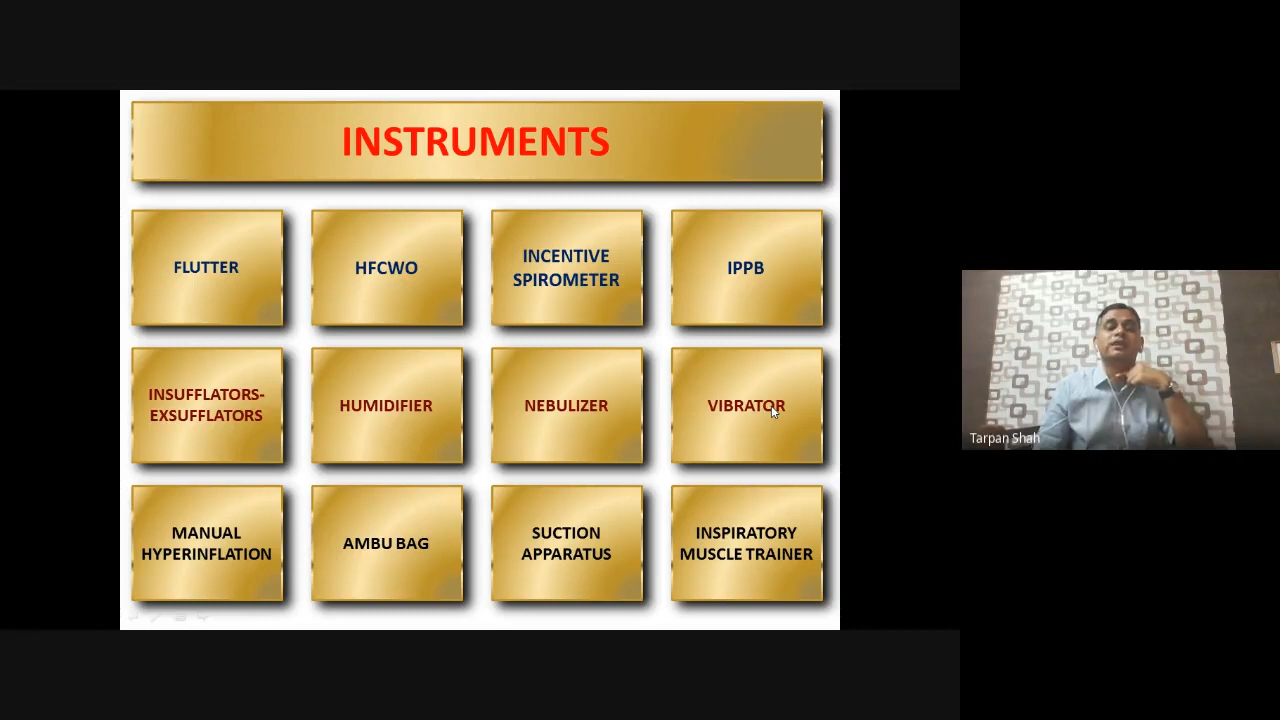 INSTRUMENTS
FLUTTER
HFCWO
INCENTIVE
SPIROMETER
IPPB
INSUFFLATORS-
EXSUFFLATORS
HUMIDIFIER
NEBULIZER
VIBRATOR
MANUAL
HYPERINFLATION
AMBU BAG
SUCTION
APPARATUS
INSPIRATORY
MUSCLE TRAINER
Tarpan Shah